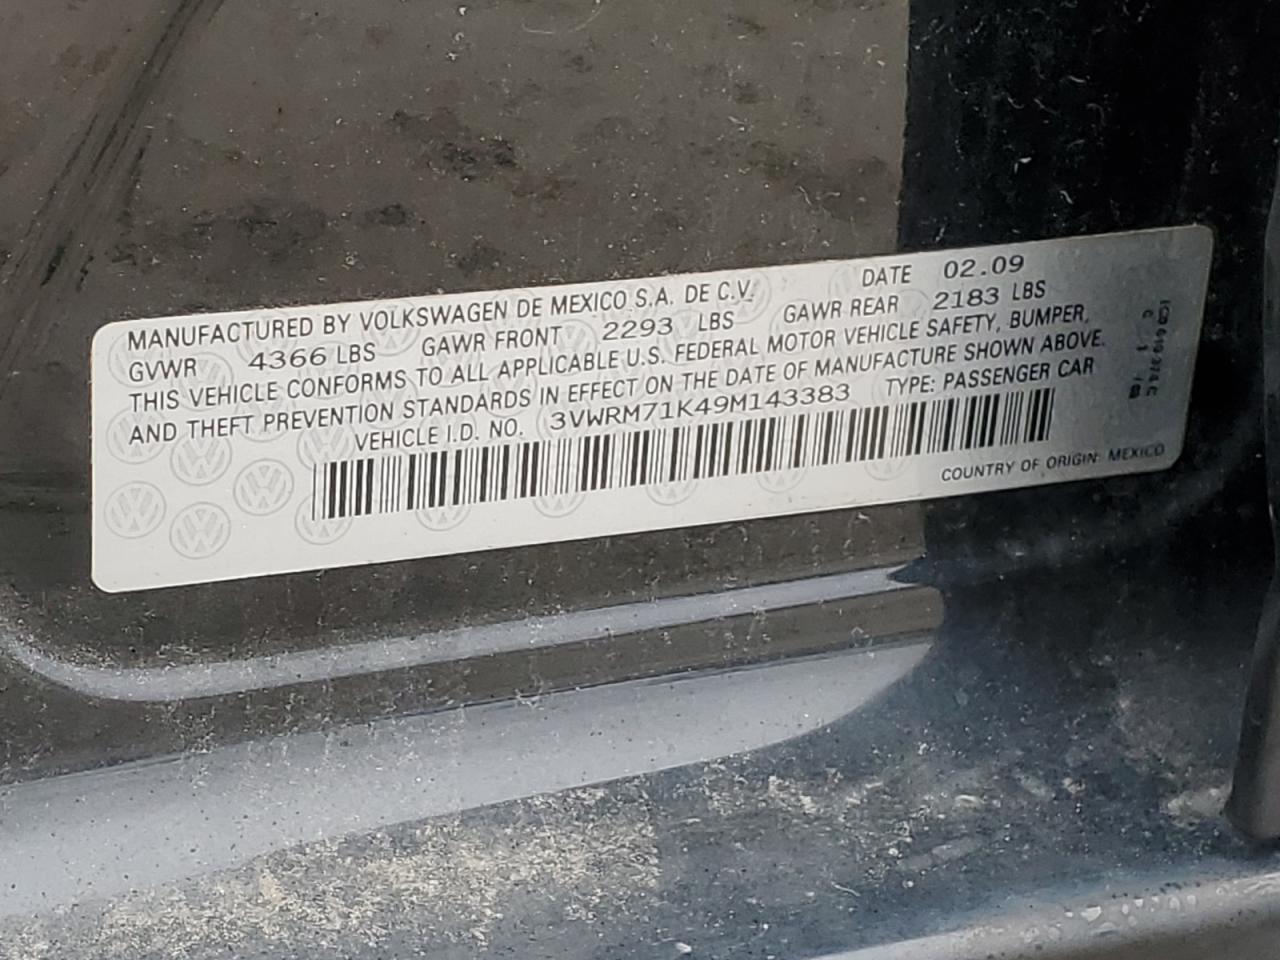 MANUFACTURED BY VOLKSWAGEN DE MEXICO S.A. DE C.V. DATE 02.09
GVWR 4366 LBS GAWR FRONT 2293 LBS GAWR REAR 2183 LBS
THIS VEHICLE CONFORMS TO ALL APPLICABLE U.S. FEDERAL MOTOR VEHICLE SAFETY, BUMPER,
AND THEFT PREVENTION STANDARDS IN EFFECT ON THE DATE OF MANUFACTURE SHOWN ABOVE.
VEHICLE I.D. NO. 3VWRM71K49M143383 TYPE: PASSENGER CAR
COUNTRY OF ORIGIN: MEXICO